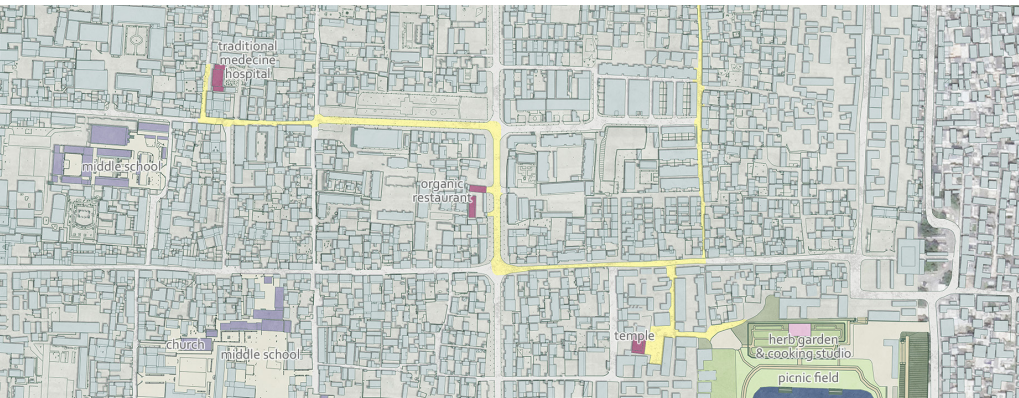 traditional
medecine
hospital
middle school
organic
restaurant
church
middle school
temple
herb garden
& cooking studio
picnic field